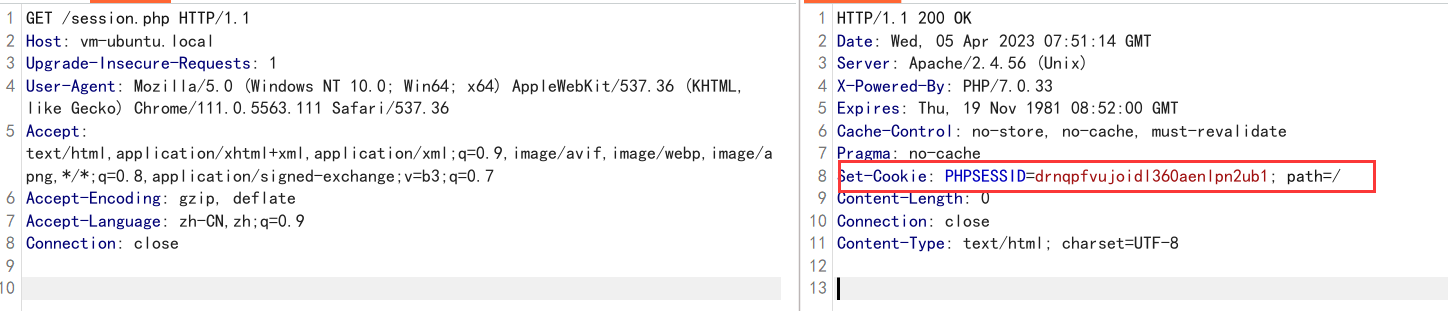 1 GET /session.php HTTP/1.1
2 Host: vm-ubuntu.local
3 Upgrade-Insecure-Requests: 1
4 User-Agent: Mozilla/5.0 (Windows NT 10.0; Win64; x64) AppleWebKit/537.36 (KHTML,
like Gecko) Chrome/111.0.5563.111 Safari/537.36
5 Accept:
text/html,application/xhtml+xml,application/xml;q=0.9,image/avif,image/webp,image/a
png,*/*;q=0.8,application/signed-exchange;v=b3;q=0.7
6 Accept-Encoding: gzip, deflate
7 Accept-Language: zh-CN,zh;q=0.9
8 Connection: close
9
10
1 HTTP/1.1 200 OK
2 Date: Wed, 05 Apr 2023 07:51:14 GMT
3 Server: Apache/2.4.56 (Unix)
4 X-Powered-By: PHP/7.0.33
5 Expires: Thu, 19 Nov 1981 08:52:00 GMT
6 Cache-Control: no-store, no-cache, must-revalidate
7 Pragma: no-cache
8 Set-Cookie: PHPSESSID=drnqpfvujoidl360aenlpn2ub1; path=/
9 Content-Length: 0
10 Connection: close
11 Content-Type: text/html; charset=UTF-8
12
13